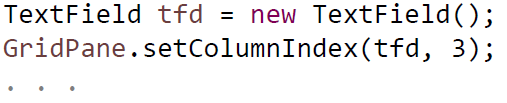 TextField tfd = new TextField();
GridPane.setColumnIndex(tfd, 3);
. . .